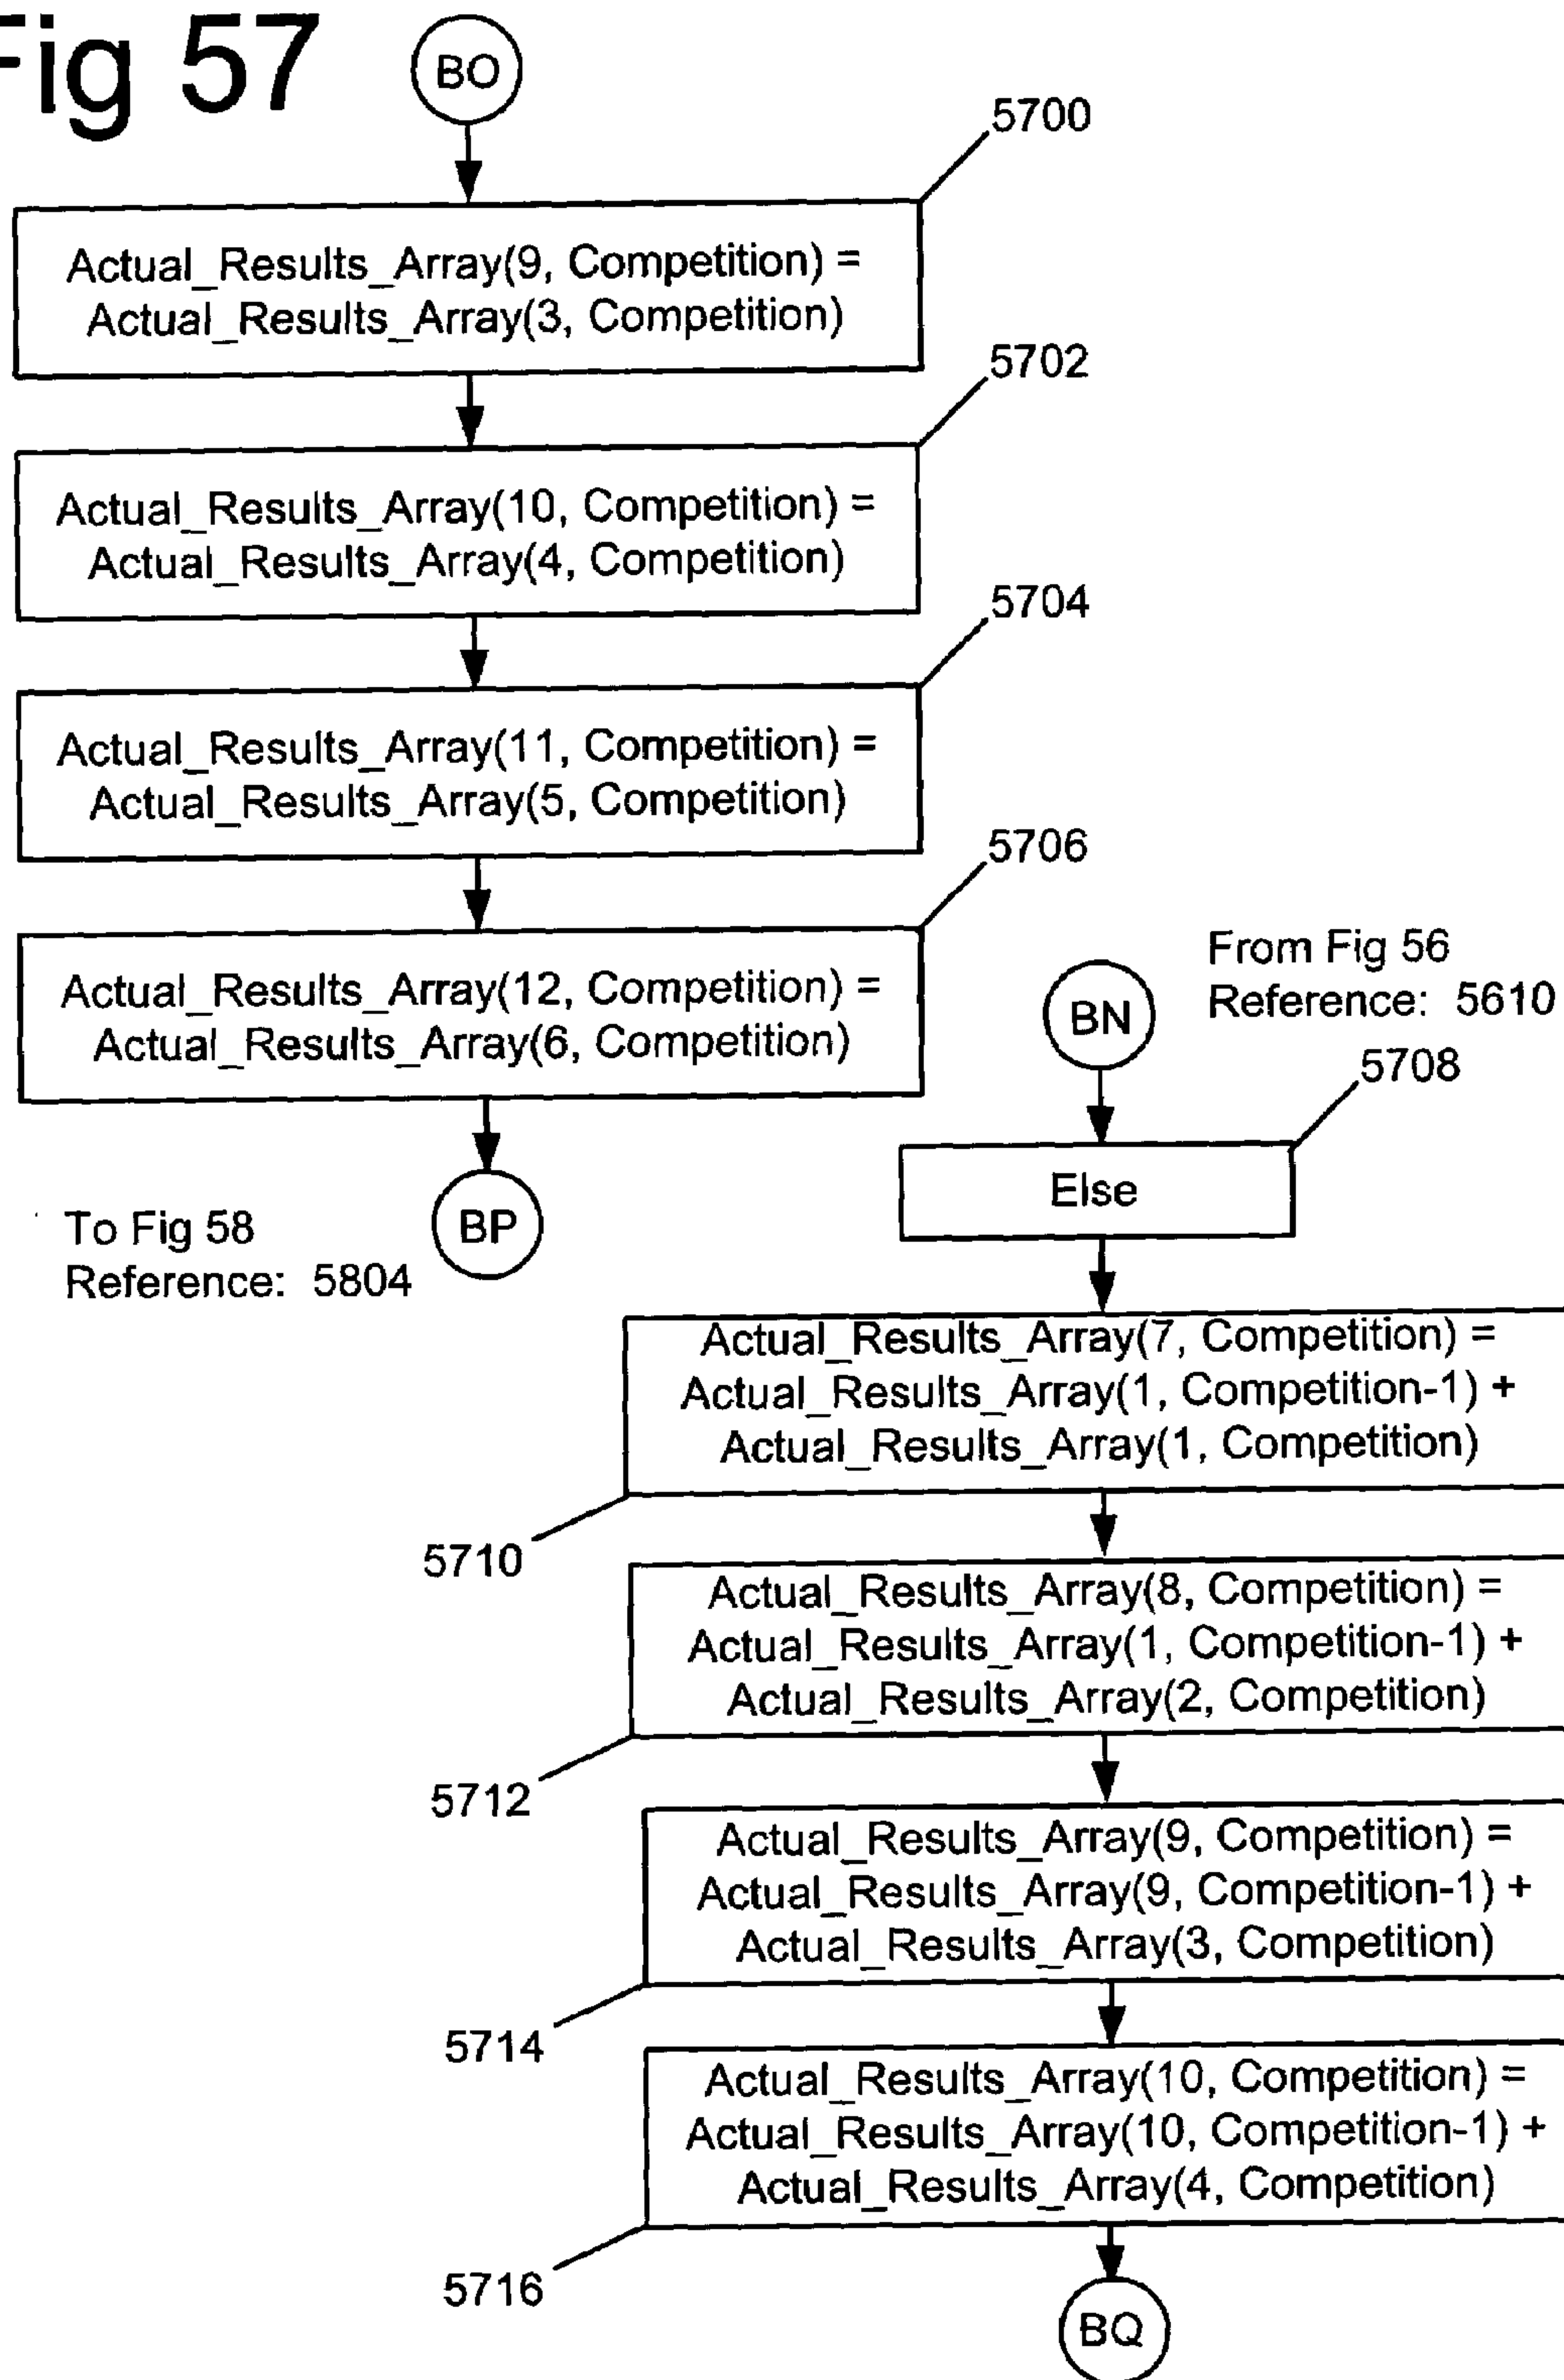 Fig 57
BO
5700
Actual_Results_Array(9, Competition) =
Actual_Results_Array(3, Competition)
5702
Actual_Results_Array(10, Competition) =
Actual_Results_Array(4, Competition)
5704
Actual_Results_Array(11, Competition) =
Actual_Results_Array(5, Competition)
5706
Actual_Results_Array(12, Competition) =
Actual_Results_Array(6, Competition)
BP
To Fig 58
Reference: 5804
From Fig 56
Reference: 5610
BN
5708
Else
Actual_Results_Array(7, Competition) =
Actual_Results_Array(1, Competition-1) +
Actual_Results_Array(1, Competition)
5710
Actual_Results_Array(8, Competition) =
Actual_Results_Array(1, Competition-1) +
Actual_Results_Array(2, Competition)
5712
Actual_Results_Array(9, Competition) =
Actual_Results_Array(9, Competition-1) +
Actual_Results_Array(3, Competition)
5714
Actual_Results_Array(10, Competition) =
Actual_Results_Array(10, Competition-1) +
Actual_Results_Array(4, Competition)
5716
BQ